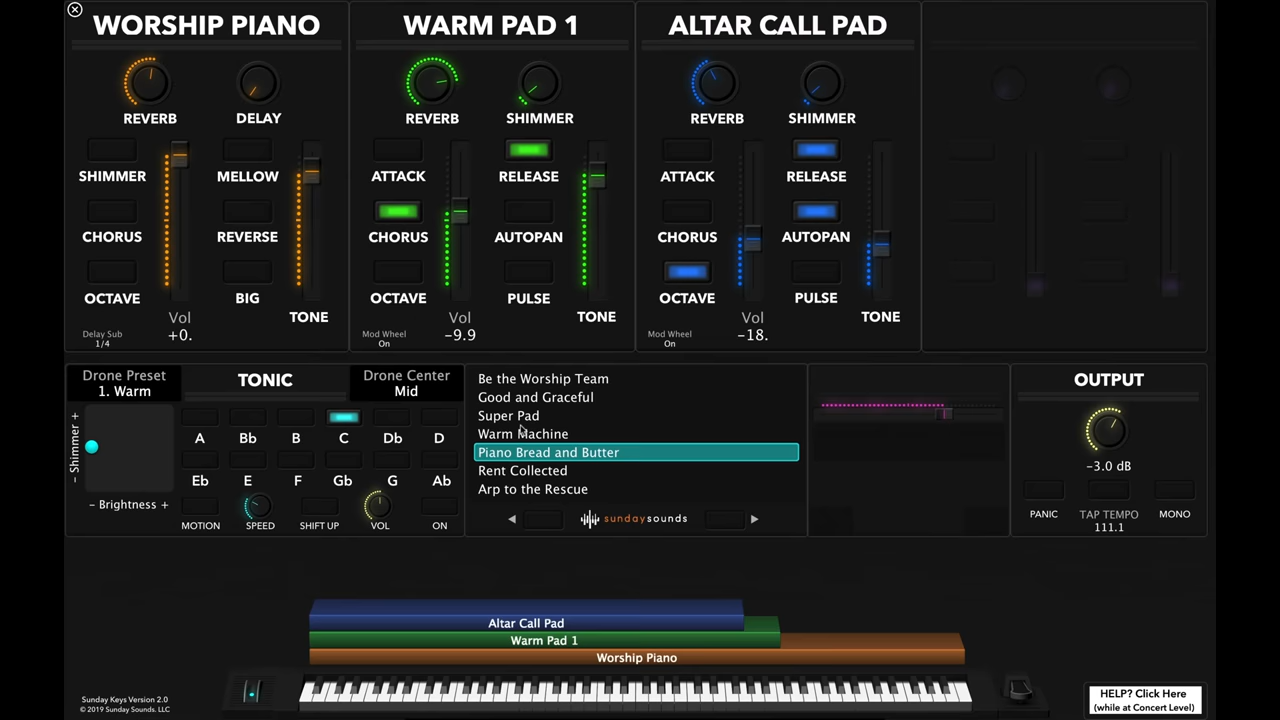 WORSHIP PIANO
REVERB DELAY
SHIMMER MELLOW
CHORUS REVERSE
OCTAVE BIG
Vol TONE
Delay Sub
1/4
+0.
WARM PAD 1
REVERB SHIMMER
ATTACK RELEASE
CHORUS AUTOPAN
OCTAVE PULSE
Vol TONE
Mod Wheel
On
-9.9
ALTAR CALL PAD
REVERB SHIMMER
ATTACK RELEASE
CHORUS AUTOPAN
OCTAVE PULSE
Vol TONE
Mod Wheel
On
-18.
Drone Preset
1. Warm
TONIC
Drone Center
Mid
- Shimmer +
- Brightness +
A Bb B C Db D
Eb E F Gb G Ab
MOTION SPEED SHIFT UP VOL ON
Be the Worship Team
Good and Graceful
Super Pad
Warm Machine
Piano Bread and Butter
Rent Collected
Arp to the Rescue
sundaysounds
OUTPUT
-3.0 dB
PANIC TAP TEMPO MONO
111.1
Altar Call Pad
Warm Pad 1
Worship Piano
Sunday Keys Version 2.0
© 2019 Sunday Sounds. LLC
HELP? Click Here
(while at Concert Level)